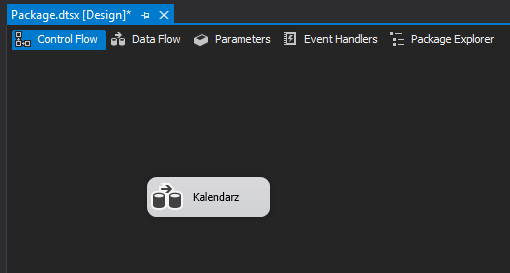 Package.dtsx [Design]*
Control Flow Data Flow Parameters Event Handlers Package Explorer
Kalendarz